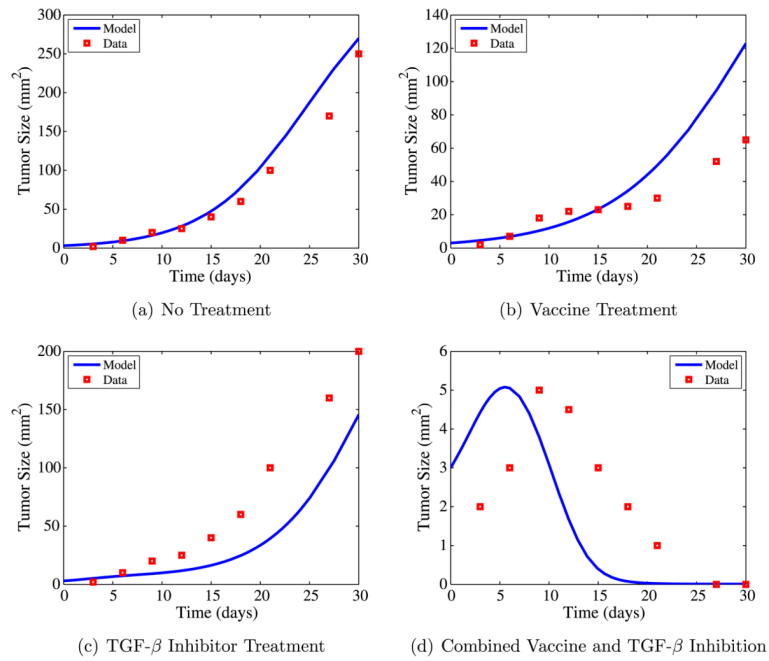 300
250
200
150
100
50
0
Tumor Size (mm²)
Model
Data
0 5 10 15 20 25 30
Time (days)
(a) No Treatment
140
120
100
80
60
40
20
0
Tumor Size (mm²)
Model
Data
0 5 10 15 20 25 30
Time (days)
(b) Vaccine Treatment
200
150
100
50
0
Tumor Size (mm²)
Model
Data
0 5 10 15 20 25 30
Time (days)
(c) TGF-β Inhibitor Treatment
6
5
4
3
2
1
0
Tumor Size (mm²)
Model
Data
0 5 10 15 20 25 30
Time (days)
(d) Combined Vaccine and TGF-β Inhibition